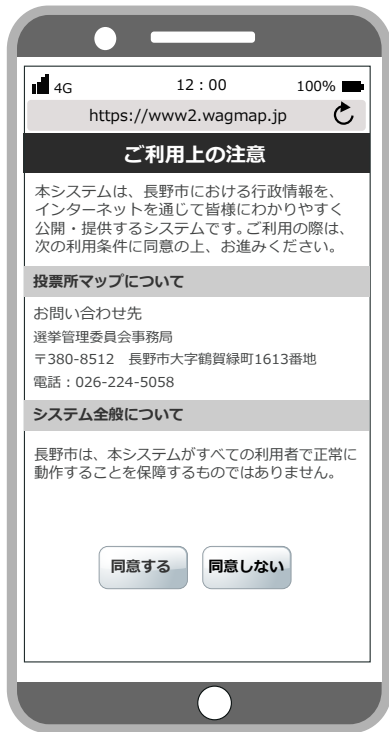 4G
12：00
100%
https://www2.wagmap.jp
ご利用上の注意
本システムは、長野市における行政情報を、
インターネットを通じて皆様にわかりやすく
公開・提供するシステムです。ご利用の際は、
次の利用条件に同意の上、お進みください。
投票所マップについて
お問い合わせ先
選挙管理委員会事務局
〒380-8512　長野市大字鶴賀緑町1613番地
電話：026-224-5058
システム全般について
長野市は、本システムがすべての利用者で正常に
動作することを保障するものではありません。
同意する
同意しない